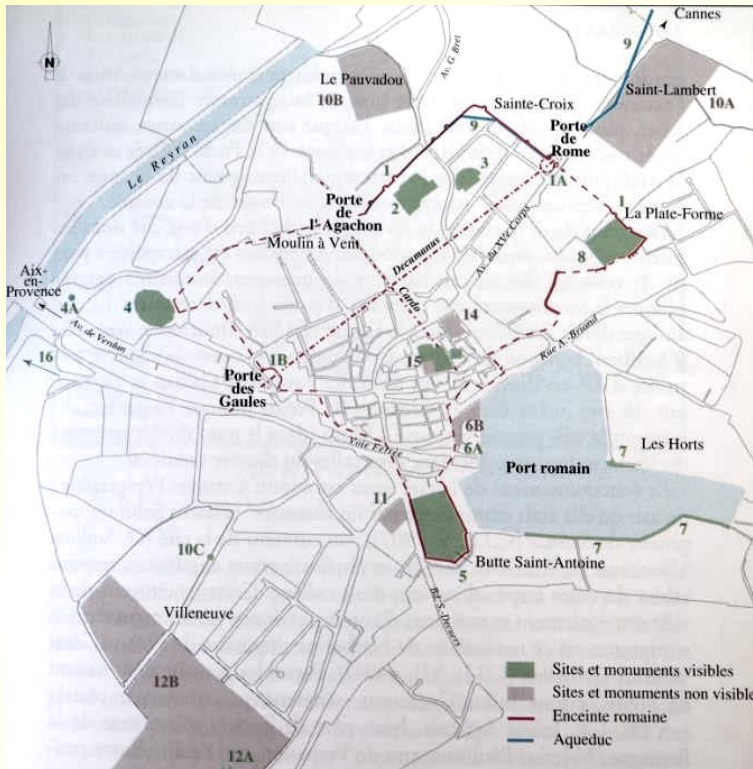 Cannes
9
Le Pauvadou
10B
Av. G. Bret
Saint-Lambert
10A
N
Sainte-Croix
9
Porte
de
Rome
Le Reyran
1
3
1A
2
Porte
de
l'Agachon
1
La Plate-Forme
Moulin à Vent
Decumanus
Av. du XVe Corps
8
Aix-
en-
Provence
4A
4
Cardo
14
Av. de Verdun
16
1B
15
Rue A.-Briand
Porte
des
Gaules
6B
6A
Les Horts
7
Voie Ferrée
Port romain
11
7
7
10C
5
Butte Saint-Antoine
Villeneuve
12B
12A
Sites et monuments visibles
Sites et monuments non visible
Enceinte romaine
Aqueduc